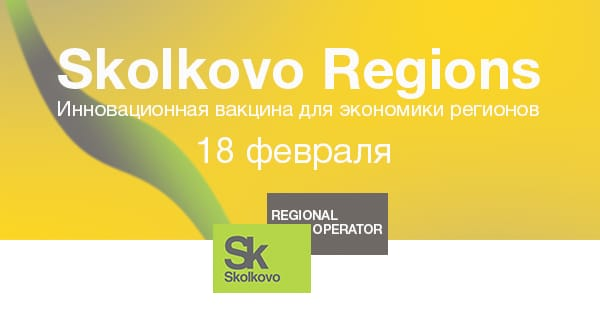 Skolkovo Regions
Инновационная вакцина для экономики регионов
18 февраля
REGIONAL
OPERATOR
Sk
Skolkovo